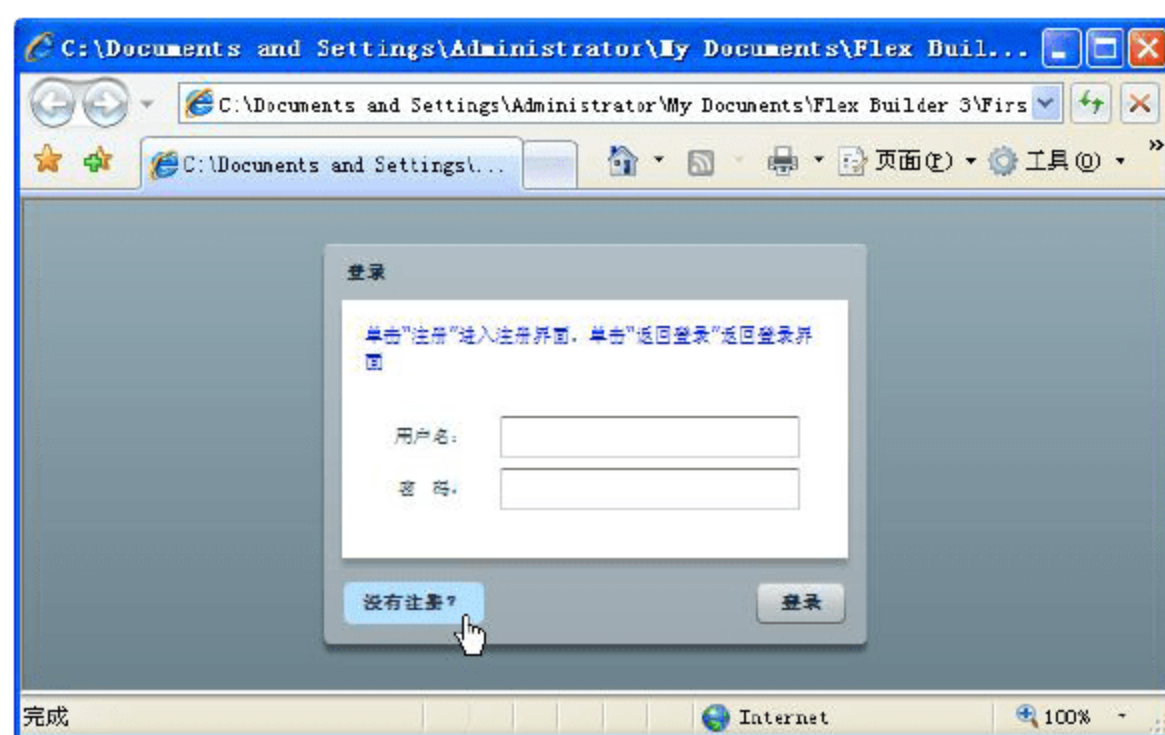 C:\Documents and Settings\Administrator\My Documents\Flex Buil...
C:\Documents and Settings\Administrator\My Documents\Flex Builder 3\Firs
C:\Documents and Settings\... 页面(P) 工具(O) »
登录
单击"注册"进入注册界面，单击"返回登录"返回登录界
面
用户名：
密 码：
没有注册？ 登录
完成 Internet 100%